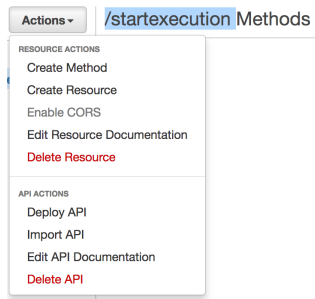 Actions
/startexecution Methods
RESOURCE ACTIONS
Create Method
Create Resource
Enable CORS
Edit Resource Documentation
Delete Resource
API ACTIONS
Deploy API
Import API
Edit API Documentation
Delete API